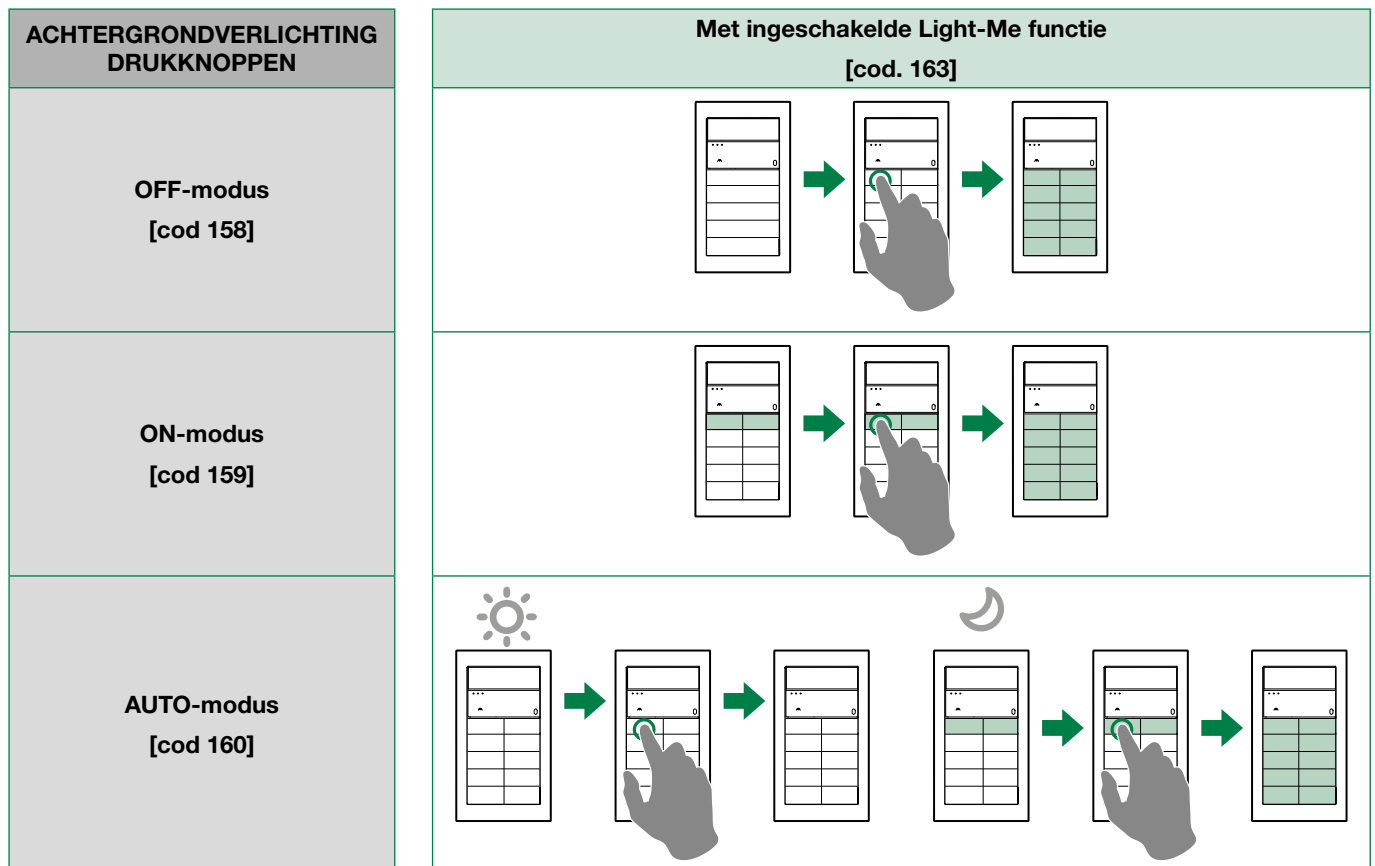 ACHTERGRONDVERLICHTING
DRUKKNOPPEN
Met ingeschakelde Light-Me functie
[cod. 163]
OFF-modus
[cod 158]
ON-modus
[cod 159]
AUTO-modus
[cod 160]